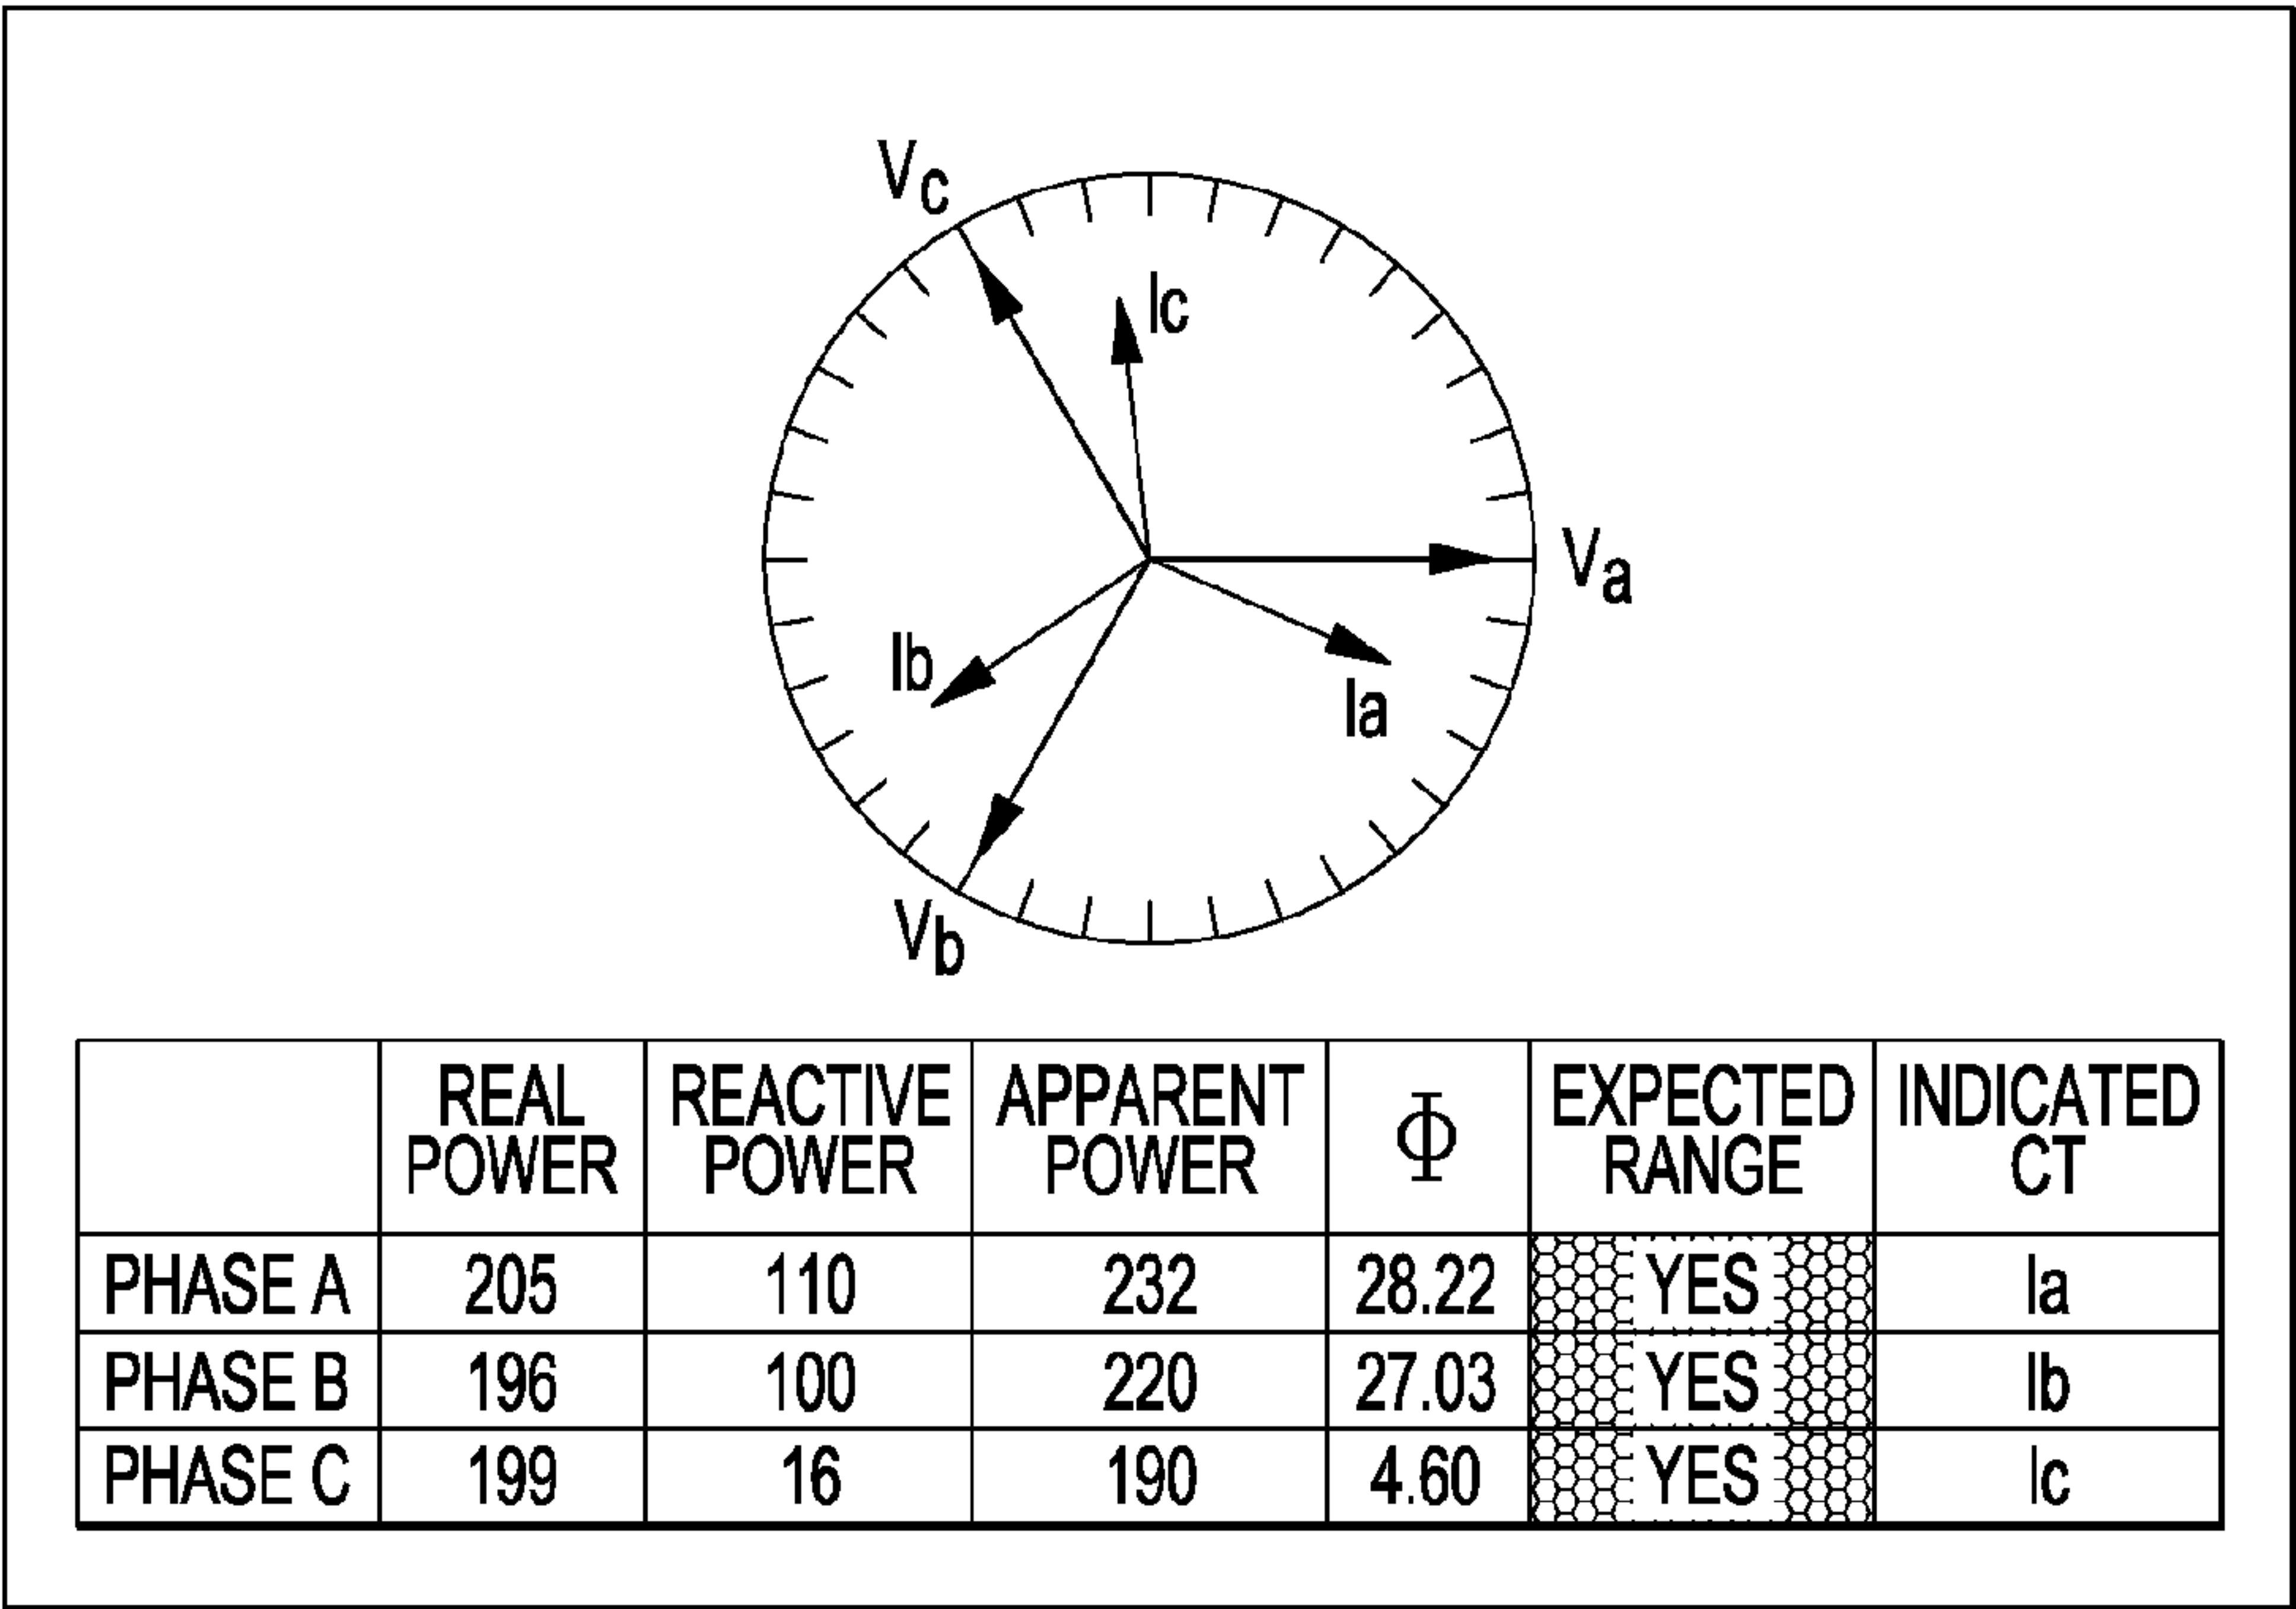 Vc
Ic
Va
Ib
Ia
Vb
REAL POWER REACTIVE POWER APPARENT POWER Φ EXPECTED RANGE INDICATED CT
PHASE A 205 110 232 28.22 YES Ia
PHASE B 196 100 220 27.03 YES Ib
PHASE C 199 16 190 4.60 YES Ic